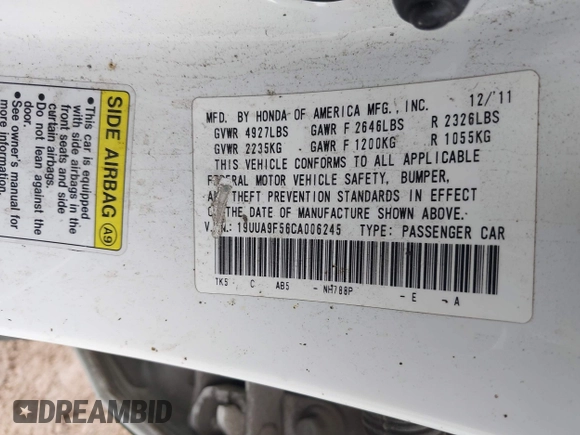 SIDE AIRBAG A9
• This car is equipped
with side airbags in the
front seats and side
curtain airbags.
• Do not lean against the
door.
• See owner's manual for
more information.
MFD. BY HONDA OF AMERICA MFG., INC. 12/11
GVWR 4927LBS GAWR F 2646LBS R 2326LBS
GVWR 2235KG GAWR F 1200KG R 1055KG
THIS VEHICLE CONFORMS TO ALL APPLICABLE
FEDERAL MOTOR VEHICLE SAFETY, BUMPER,
AND THEFT PREVENTION STANDARDS IN EFFECT
ON THE DATE OF MANUFACTURE SHOWN ABOVE.
V.I.N.: 19UUA9F56CA006245 TYPE: PASSENGER CAR
TK5 C AB5 - NH788P - E - A
DREAMBID